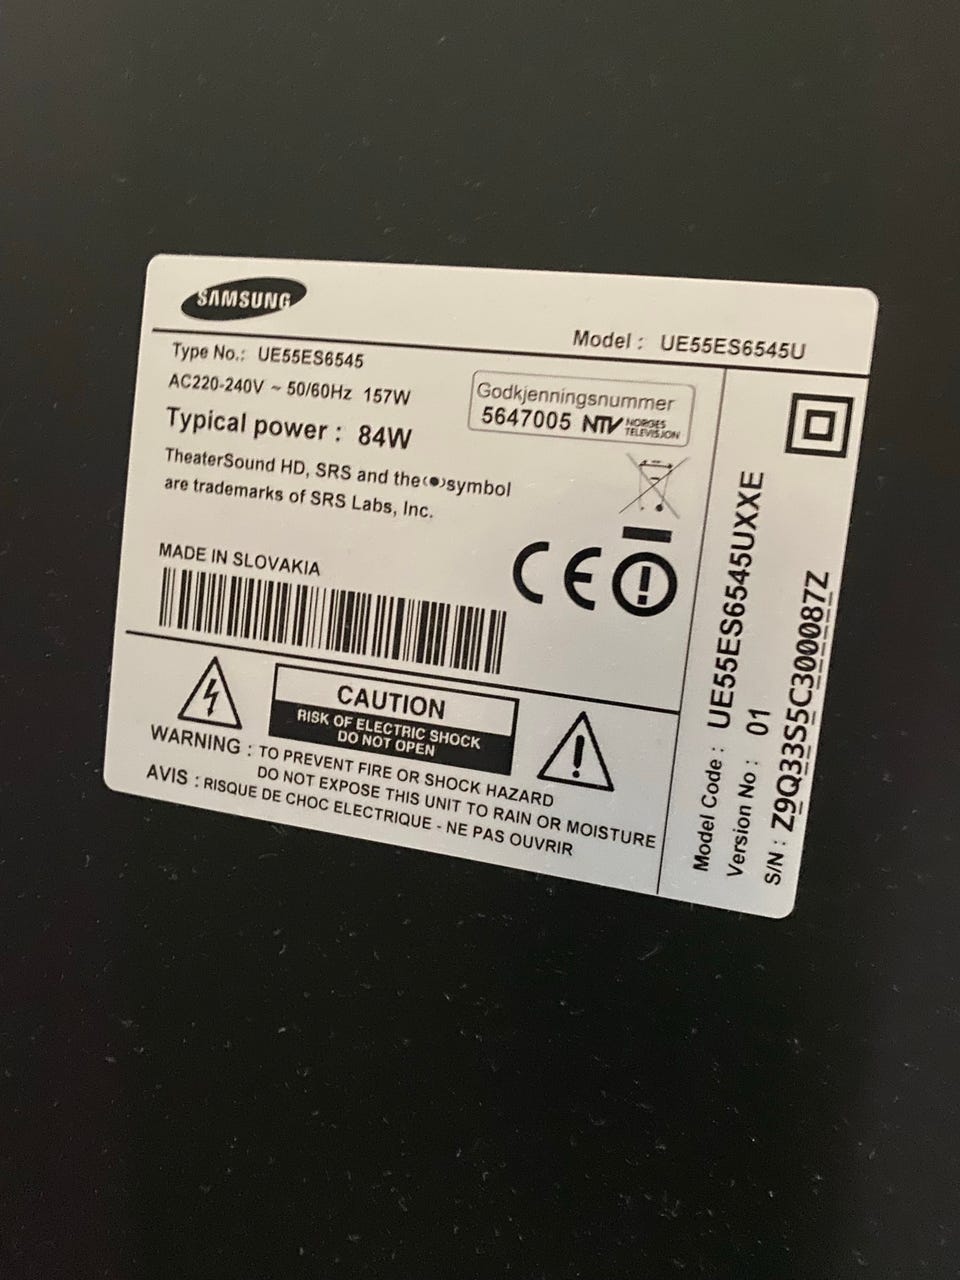 SAMSUNG
Model : UE55ES6545U
Type No.: UE55ES6545
AC220-240V ~ 50/60Hz 157W
Typical power : 84W
Godkjenningsnummer
5647005 NTV NORGES
TELEVISJON
TheaterSound HD, SRS and the (●) symbol
are trademarks of SRS Labs, Inc.
MADE IN SLOVAKIA
CE
CAUTION
RISK OF ELECTRIC SHOCK
DO NOT OPEN
WARNING : TO PREVENT FIRE OR SHOCK HAZARD
DO NOT EXPOSE THIS UNIT TO RAIN OR MOISTURE
AVIS : RISQUE DE CHOC ELECTRIQUE - NE PAS OUVRIR
Model Code : UE55ES6545UXXE
Version No : 01
S/N : Z9Q33S5C300087Z